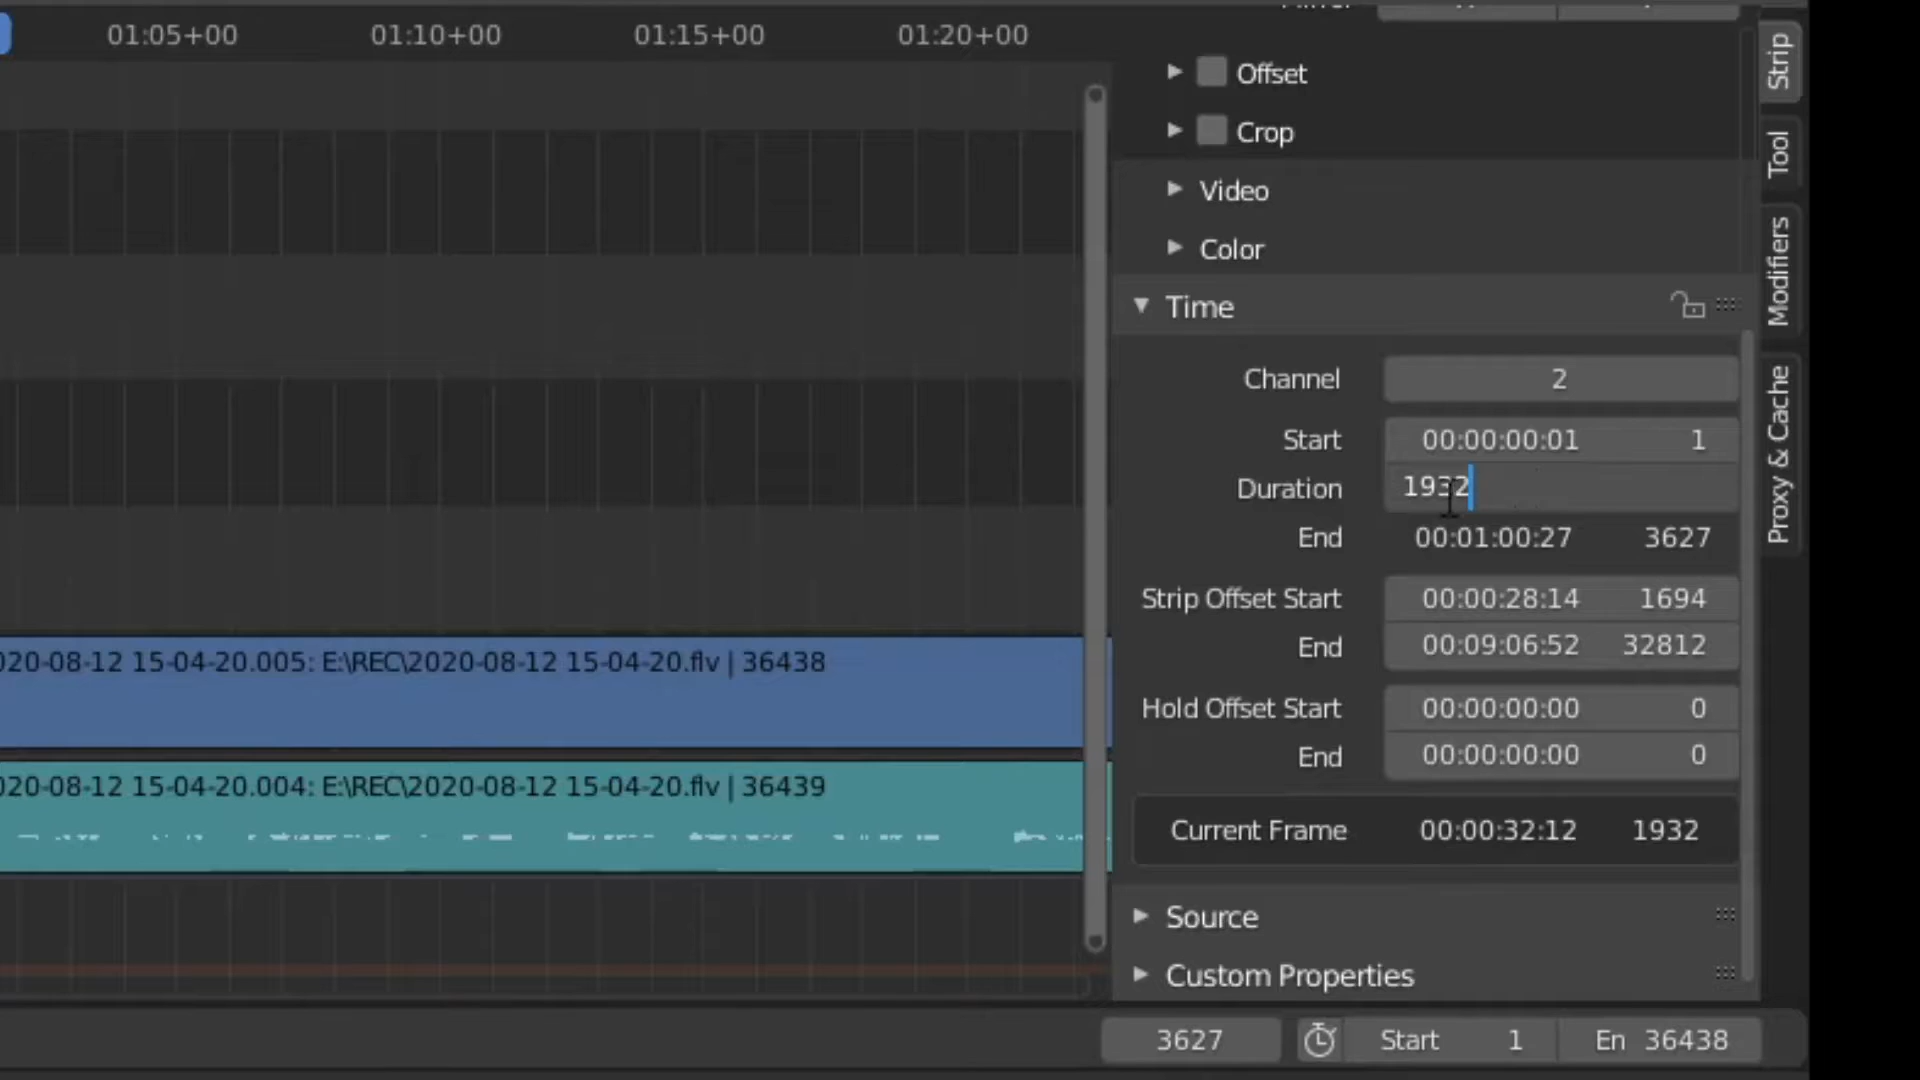 01:05+00 01:10+00 01:15+00 01:20+00
Offset
Crop
Video
Color
Time
Channel 2
Start 00:00:00:01 1
Duration 1932
End 00:01:00:27 3627
Strip Offset Start 00:00:28:14 1694
End 00:09:06:52 32812
Hold Offset Start 00:00:00:00 0
End 00:00:00:00 0
Current Frame 00:00:32:12 1932
Source
Custom Properties
Strip
Tool
Modifiers
Proxy & Cache
020-08-12 15-04-20.005: E:\REC\2020-08-12 15-04-20.flv | 36438
020-08-12 15-04-20.004: E:\REC\2020-08-12 15-04-20.flv | 36439
3627 Start 1 En 36438